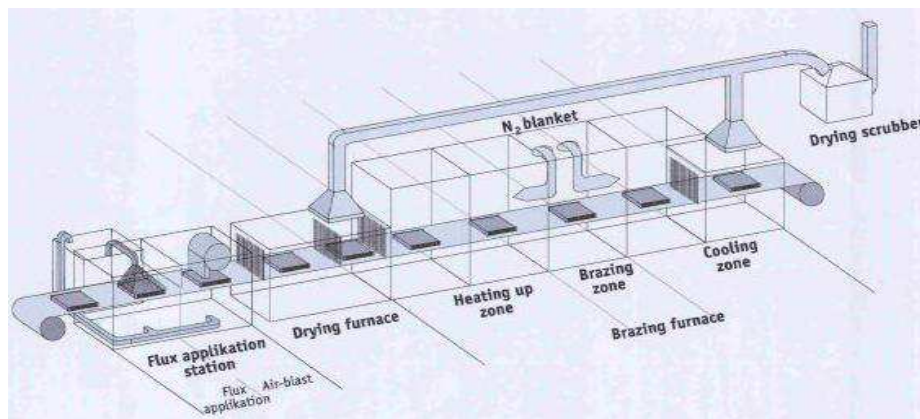 N₂ blanket
Drying scrubber
Cooling
zone
Brazing
zone
Heating up
zone
Brazing furnace
Drying furnace
Flux applikation
station
Flux Air-blast
applikation